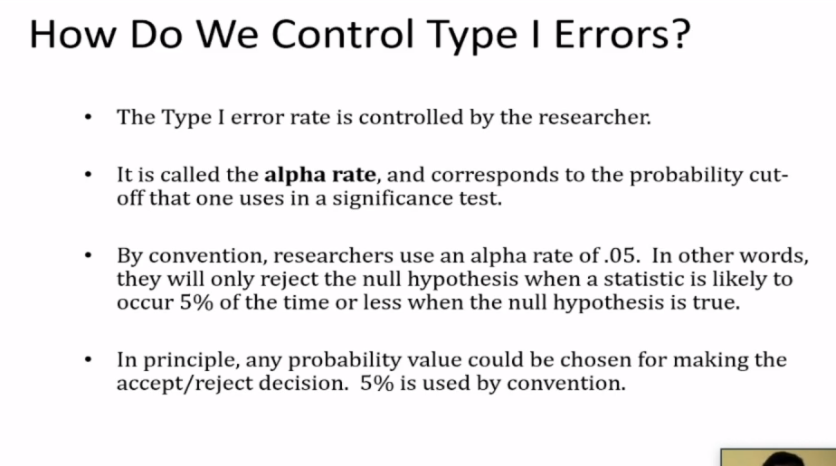 How Do We Control Type I Errors?
• The Type I error rate is controlled by the researcher.
• It is called the alpha rate, and corresponds to the probability cut-
off that one uses in a significance test.
• By convention, researchers use an alpha rate of .05.  In other words,
they will only reject the null hypothesis when a statistic is likely to
occur 5% of the time or less when the null hypothesis is true.
• In principle, any probability value could be chosen for making the
accept/reject decision.  5% is used by convention.